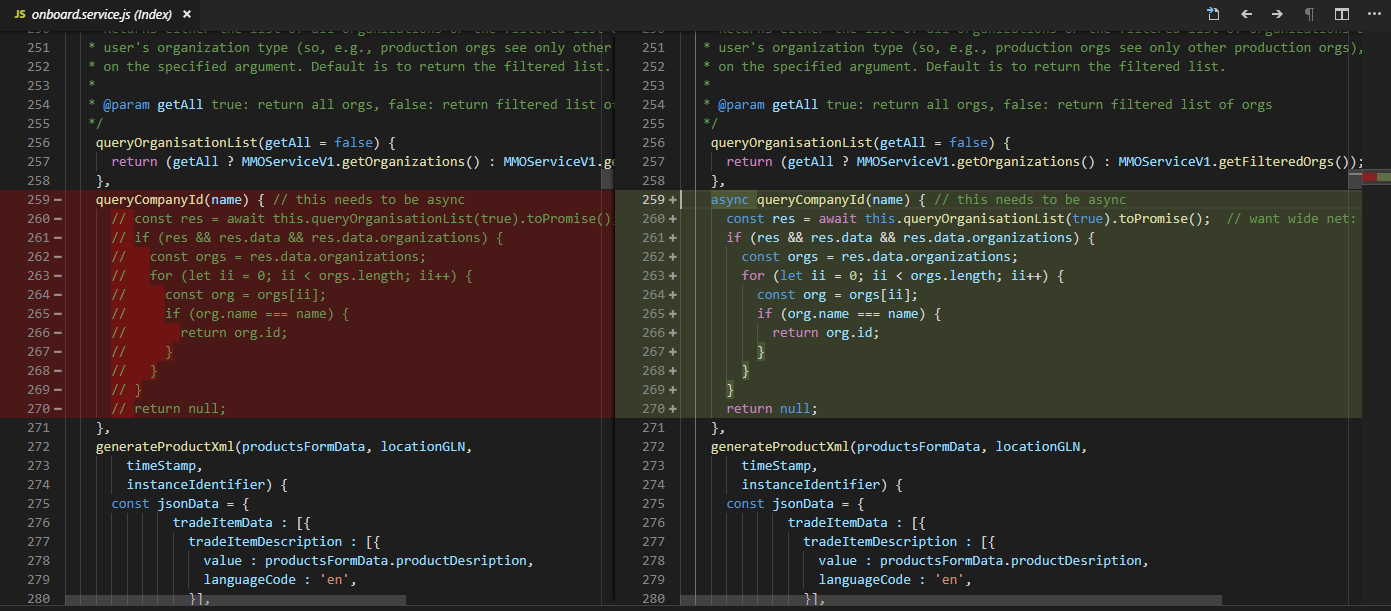 JS onboard.service.js (Index) ×
251 * user's organization type (so, e.g., production orgs see only other
252 * on the specified argument. Default is to return the filtered list.
253 *
254 * @param getAll true: return all orgs, false: return filtered list o
255 */
256 queryOrganisationList(getAll = false) {
257 return (getAll ? MMOServiceV1.getOrganizations() : MMOServiceV1.ge
258 },
259 − queryCompanyId(name) { // this needs to be async
260 − // const res = await this.queryOrganisationList(true).toPromise()
261 − // if (res && res.data && res.data.organizations) {
262 − // const orgs = res.data.organizations;
263 − // for (let ii = 0; ii < orgs.length; ii++) {
264 − // const org = orgs[ii];
265 − // if (org.name === name) {
266 − // return org.id;
267 − // }
268 − // }
269 − // }
270 − // return null;
271 },
272 generateProductXml(productsFormData, locationGLN,
273 timeStamp,
274 instanceIdentifier) {
275 const jsonData = {
276 tradeItemData : [{
277 tradeItemDescription : [{
278 value : productsFormData.productDesription,
279 languageCode : 'en',
280 }],
251 * user's organization type (so, e.g., production orgs see only other production orgs),
252 * on the specified argument. Default is to return the filtered list.
253 *
254 * @param getAll true: return all orgs, false: return filtered list of orgs
255 */
256 queryOrganisationList(getAll = false) {
257 return (getAll ? MMOServiceV1.getOrganizations() : MMOServiceV1.getFilteredOrgs());
258 },
259 + async queryCompanyId(name) { // this needs to be async
260 + const res = await this.queryOrganisationList(true).toPromise(); // want wide net:
261 + if (res && res.data && res.data.organizations) {
262 + const orgs = res.data.organizations;
263 + for (let ii = 0; ii < orgs.length; ii++) {
264 + const org = orgs[ii];
265 + if (org.name === name) {
266 + return org.id;
267 + }
268 + }
269 + }
270 + return null;
271 },
272 generateProductXml(productsFormData, locationGLN,
273 timeStamp,
274 instanceIdentifier) {
275 const jsonData = {
276 tradeItemData : [{
277 tradeItemDescription : [{
278 value : productsFormData.productDesription,
279 languageCode : 'en',
280 }],